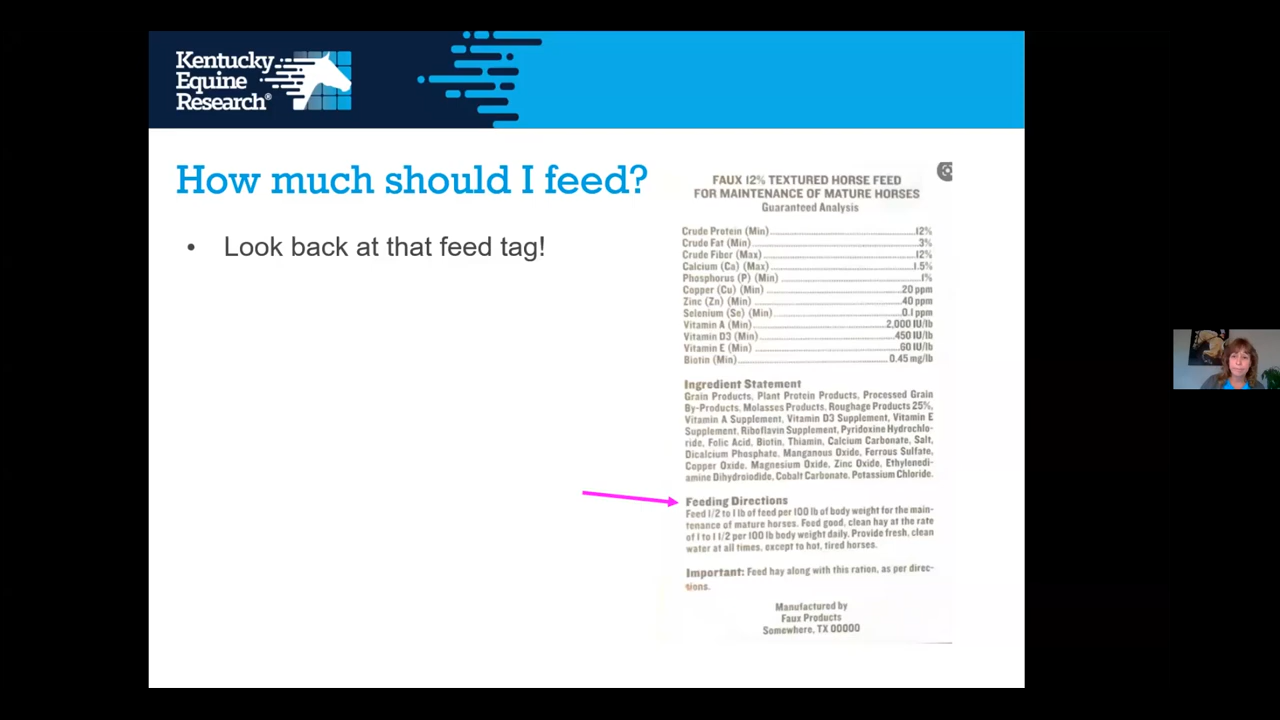 Kentucky
Equine
Research®
How much should I feed?
• Look back at that feed tag!
FAUX 12% TEXTURED HORSE FEED
FOR MAINTENANCE OF MATURE HORSES
Guaranteed Analysis
Crude Protein (Min)....................12%
Crude Fat (Min)....................3%
Crude Fiber (Max)....................12%
Calcium (Ca) (Max)....................1.5%
Phosphorus (P) (Min)....................1%
Copper (Cu) (Min)....................20 ppm
Zinc (Zn) (Min)....................40 ppm
Selenium (Se) (Min)....................0.1 ppm
Vitamin A (Min)....................2,000 IU/lb
Vitamin D3 (Min)....................450 IU/lb
Vitamin E (Min)....................60 IU/lb
Biotin (Min)....................0.45 mg/lb
Ingredient Statement
Grain Products, Plant Protein Products, Processed Grain
By-Products, Molasses Products, Roughage Products 25%,
Vitamin A Supplement, Vitamin D3 Supplement, Vitamin E
Supplement, Riboflavin Supplement, Pyridoxine Hydrochlo-
ride, Folic Acid, Biotin, Thiamin, Calcium Carbonate, Salt,
Dicalcium Phosphate, Manganous Oxide, Ferrous Sulfate,
Copper Oxide, Magnesium Oxide, Zinc Oxide, Ethylenedi-
amine Dihydroiodide, Cobalt Carbonate, Potassium Chloride.
Feeding Directions
Feed 1/2 to 1 lb of feed per 100 lb of body weight for the main-
tenance of mature horses. Feed good, clean hay at the rate
of 1 to 1 1/2 per 100 lb body weight daily. Provide fresh, clean
water at all times, except to hot, tired horses.
Important: Feed hay along with this ration, as per direc-
tions.
Manufactured by
Faux Products
Somewhere, TX 00000